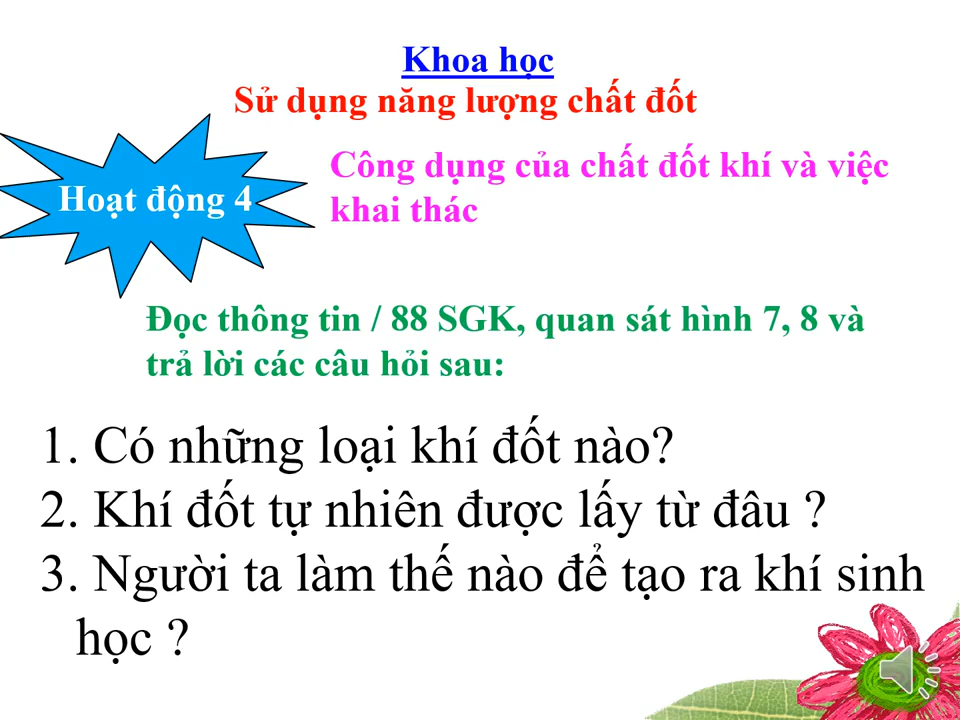 Khoa học
Sử dụng năng lượng chất đốt
Hoạt động 4
Công dụng của chất đốt khí và việc
khai thác
Đọc thông tin / 88 SGK, quan sát hình 7, 8 và
trả lời các câu hỏi sau:
1. Có những loại khí đốt nào?
2. Khí đốt tự nhiên được lấy từ đâu ?
3. Người ta làm thế nào để tạo ra khí sinh
học ?